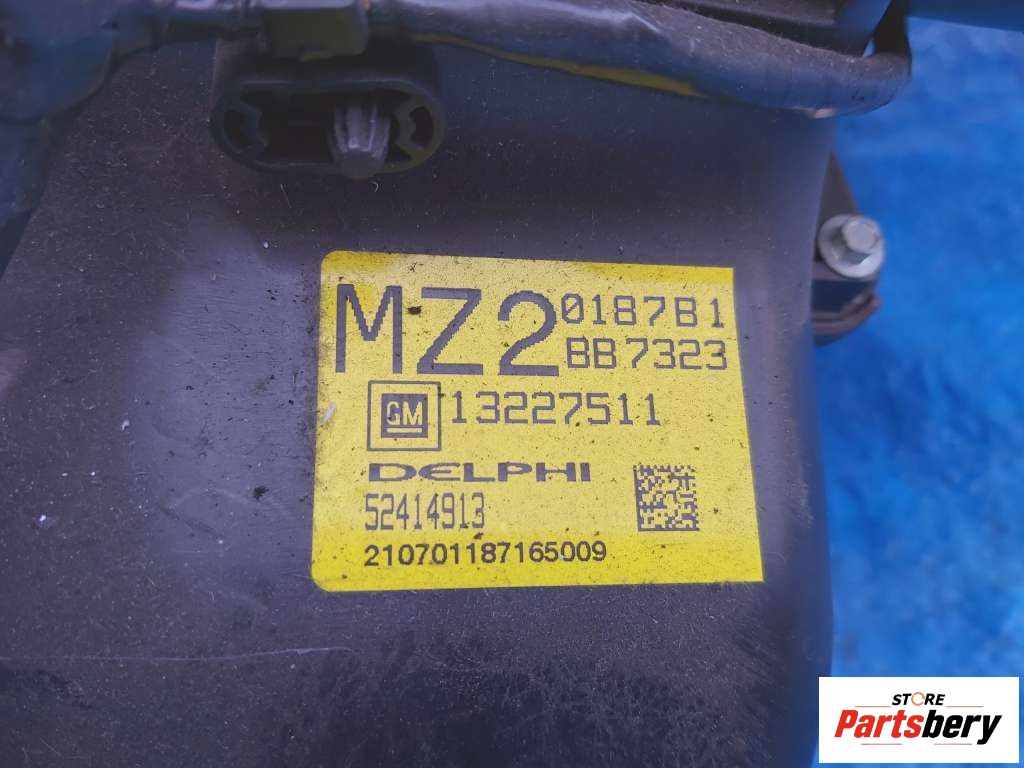 MZ2
0187B1
BB7323
GM 13227511
DELPHI
52414913
210701187165009
STORE
Partsbery